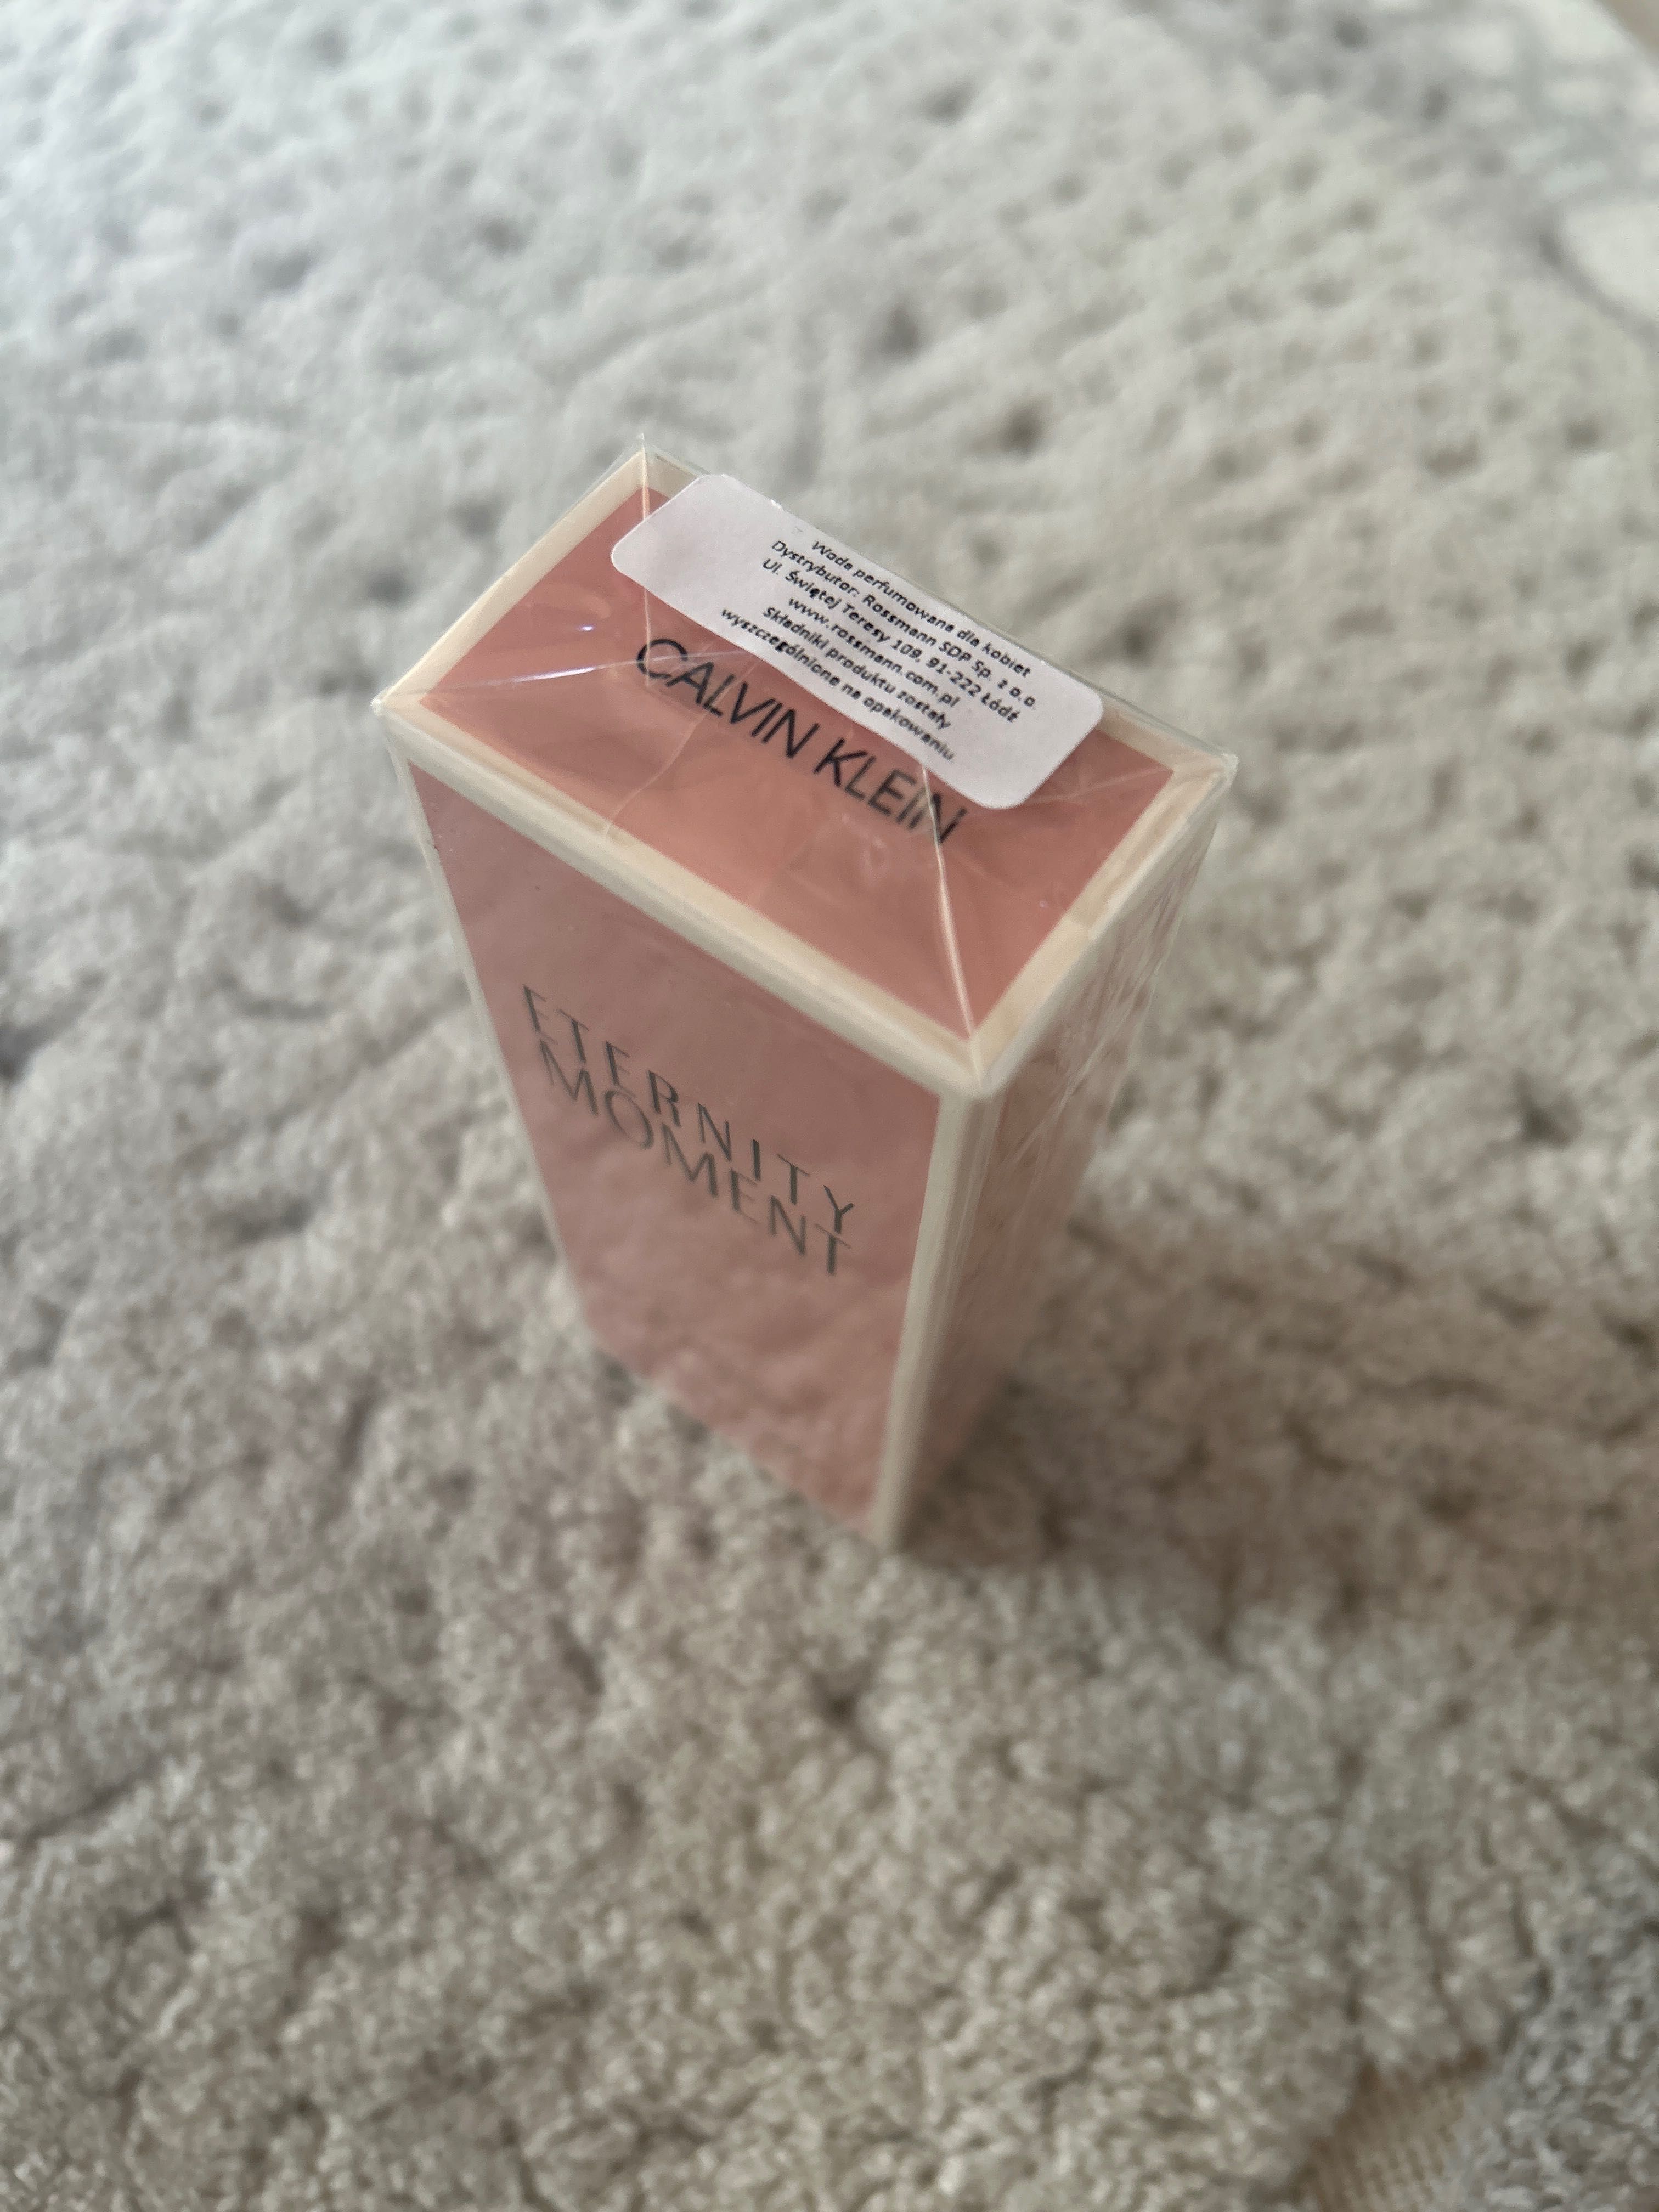 Woda perfumowana dla kobiet
Dystrybutor: Rossmann SDP Sp. z o.o.
Ul. Świętej Teresy 109, 91-222 Łódź
www.rossmann.com.pl
Składniki produktu zostały
wyszczególnione na opakowaniu.
CALVIN KLEIN
ETERNITY
MOMENT